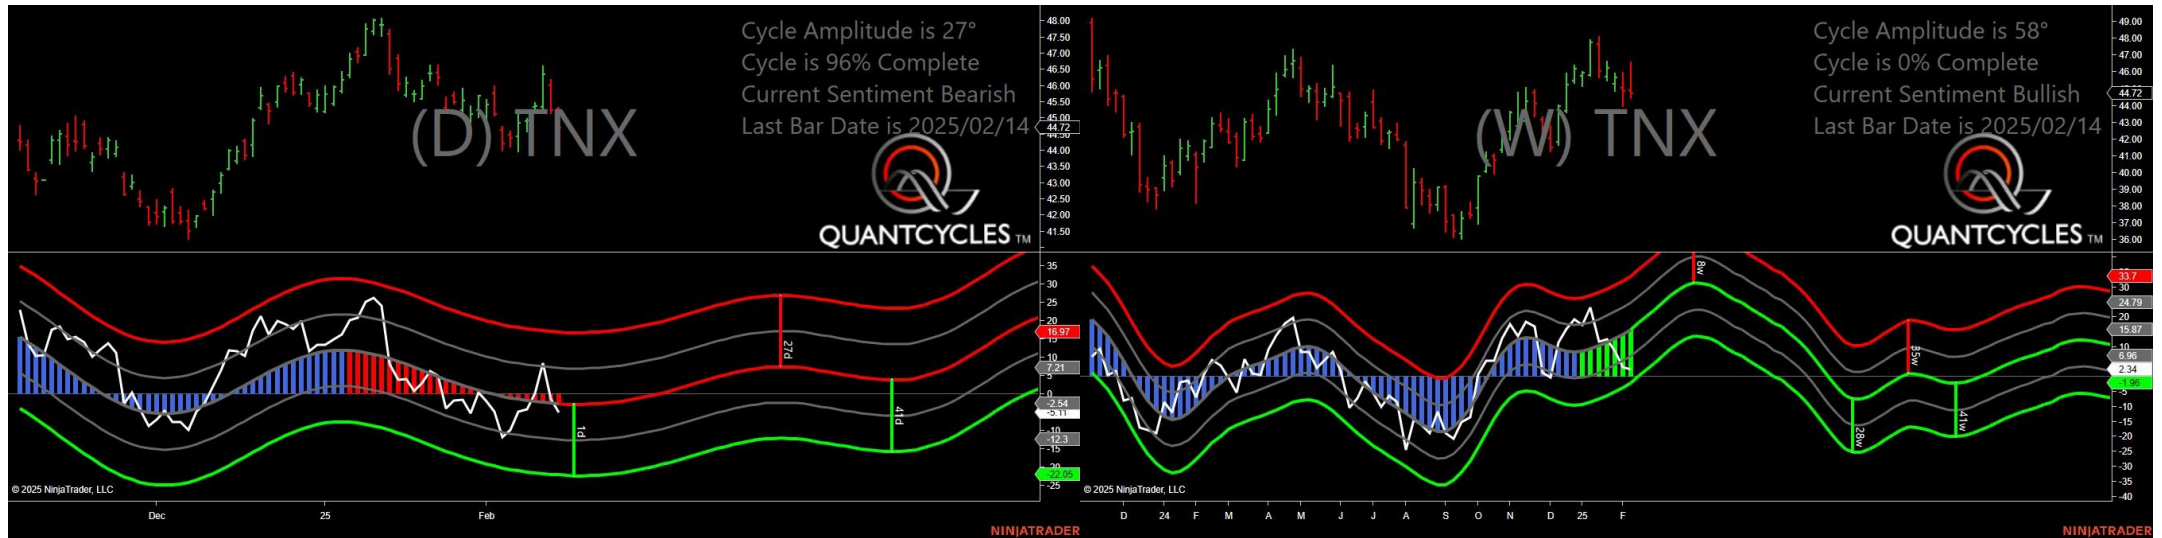 Cycle Amplitude is 27°
Cycle is 96% Complete
Current Sentiment Bearish
Last Bar Date is 2025/02/14
(D) TNX
QUANTCYCLES TM
48.00
47.50
47.00
46.50
46.00
45.50
45.00
44.72
44.50
44.00
43.50
43.00
42.50
42.00
41.50
35
30
25
20
16.97
15
10
7.21
5
0
-2.54
-5.11
-10
-12.3
-15
-20
-22.05
-25
1d
27d
41d
© 2025 NinjaTrader, LLC
Dec 25 Feb
NINJATRADER
Cycle Amplitude is 58°
Cycle is 0% Complete
Current Sentiment Bullish
Last Bar Date is 2025/02/14
(W) TNX
QUANTCYCLES TM
49.00
48.00
47.00
46.00
44.72
44.00
43.00
42.00
41.00
40.00
39.00
38.00
37.00
36.00
33.7
30
24.79
20
15.87
10
6.96
2.34
-1.96
-5
-10
-15
-20
-25
-30
-35
-40
8w
28w
35w
41w
© 2025 NinjaTrader, LLC
D 24 F M A M J J A S O N D 25 F
NINJATRADER